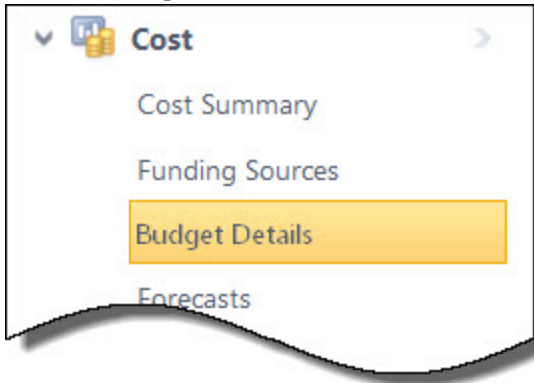 Cost
Cost Summary
Funding Sources
Budget Details
Forecasts